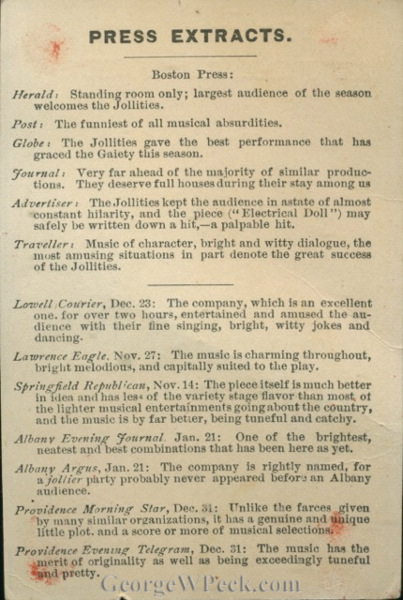 PRESS EXTRACTS.
Boston Press:
Herald: Standing room only; largest audience of the season
welcomes the Jollities.
Post: The funniest of all musical absurdities.
Globe: The Jollities gave the best performance that has
graced the Gaiety this season.
Journal: Very far ahead of the majority of similar produc-
tions. They deserve full houses during their stay among us
Advertiser: The Jollities kept the audience in a state of almost
constant hilarity, and the piece ("Electrical Doll") may
safely be written down a hit,—a palpable hit.
Traveller: Music of character, bright and witty dialogue, the
most amusing situations in part denote the great success
of the Jollities.
Lowell Courier, Dec. 23: The company, which is an excellent
one. for over two hours, entertained and amused the au-
dience with their fine singing, bright, witty jokes and
dancing.
Lawrence Eagle. Nov. 27: The music is charming throughout,
bright melodious, and capitally suited to the play.
Springfield Republican, Nov. 14: The piece itself is much better
in idea and has less of the variety stage flavor than most of
the lighter musical entertainments going about the country,
and the music is by far better, being tuneful and catchy.
Albany Evening Journal. Jan. 21: One of the brightest,
neatest and best combinations that has been here as yet.
Albany Argus, Jan. 21: The company is rightly named, for
a jollier party probably never appeared before an Albany
audience.
Providence Morning Star, Dec. 31: Unlike the farces given
by many similar organizations, it has a genuine and unique
little plot. and a score or more of musical selections.
Providence Evening Telegram, Dec. 31: The music has the
merit of originality as well as being exceedingly tuneful
and pretty.
GeorgeWPeck.com